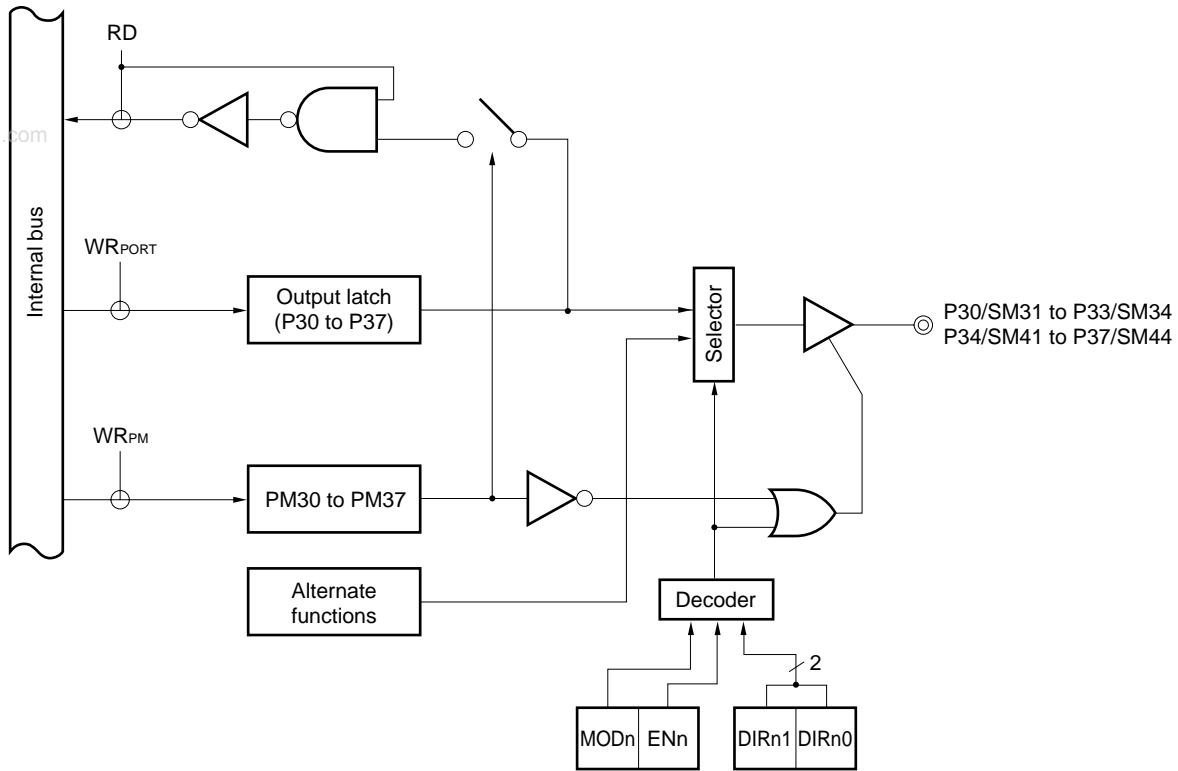 RD
.com
Internal bus
WRPORT
Output latch
(P30 to P37)
Selector
P30/SM31 to P33/SM34
P34/SM41 to P37/SM44
WRPM
PM30 to PM37
Alternate
functions
Decoder
2
MODn ENn DIRn1 DIRn0